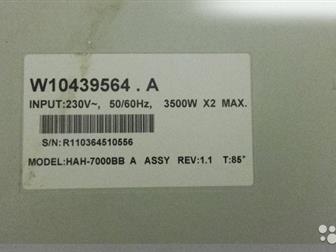 W10439564 . A
INPUT:230V~, 50/60Hz, 3500W X2 MAX.
S/N: R110364510556
MODEL:HAH-7000BB A ASSY REV:1.1 T:85°